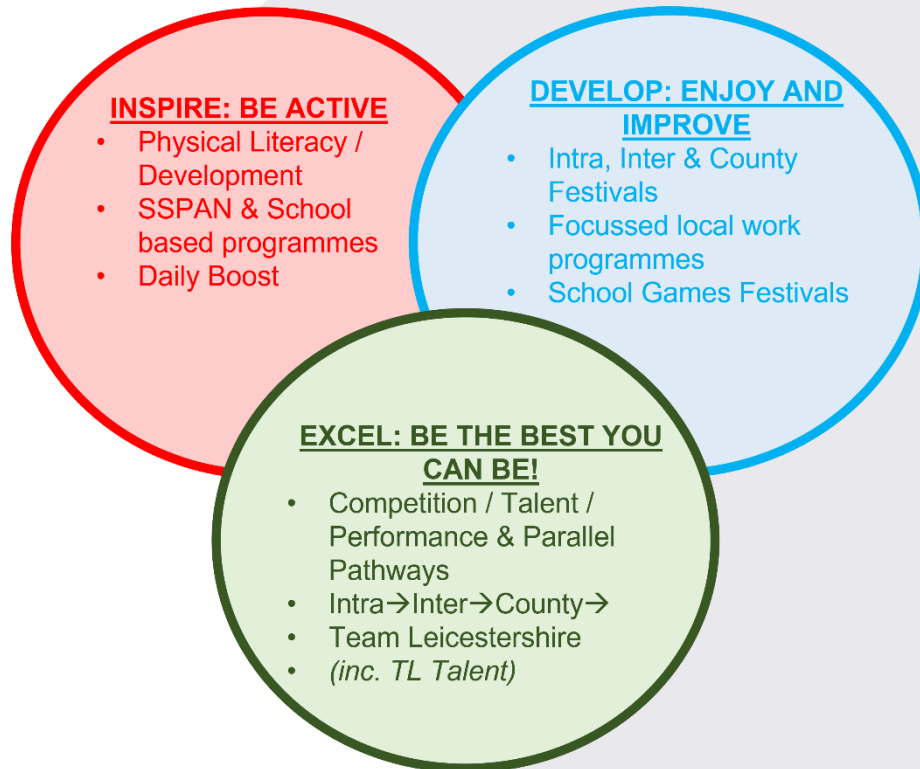 INSPIRE: BE ACTIVE
• Physical Literacy /
Development
• SSPAN & School
based programmes
• Daily Boost
DEVELOP: ENJOY AND
IMPROVE
• Intra, Inter & County
Festivals
• Focussed local work
programmes
• School Games Festivals
EXCEL: BE THE BEST YOU
CAN BE!
• Competition / Talent /
Performance & Parallel
Pathways
• Intra→Inter→County→
• Team Leicestershire
• (inc. TL Talent)